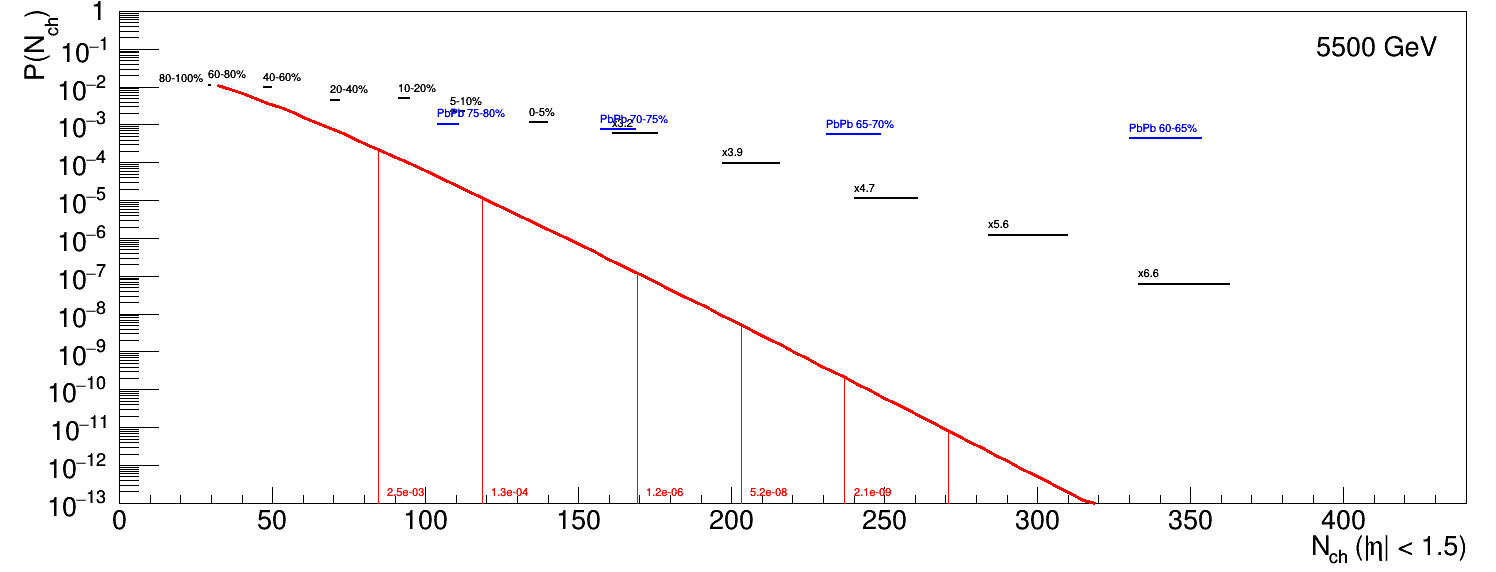 P(N_ch)
1
10^−1
10^−2
10^−3
10^−4
10^−5
10^−6
10^−7
10^−8
10^−9
10^−10
10^−11
10^−12
10^−13
5500 GeV
80-100%
60-80%
40-60%
20-40%
10-20%
5-10%
PbPb 75-80%
0-5%
PbPb 70-75%
x3.2
PbPb 65-70%
PbPb 60-65%
x3.9
x4.7
x5.6
x6.6
2.5e-03
1.3e-04
1.2e-06
5.2e-08
2.1e-09
0 50 100 150 200 250 300 350 400
N_ch (|η| < 1.5)